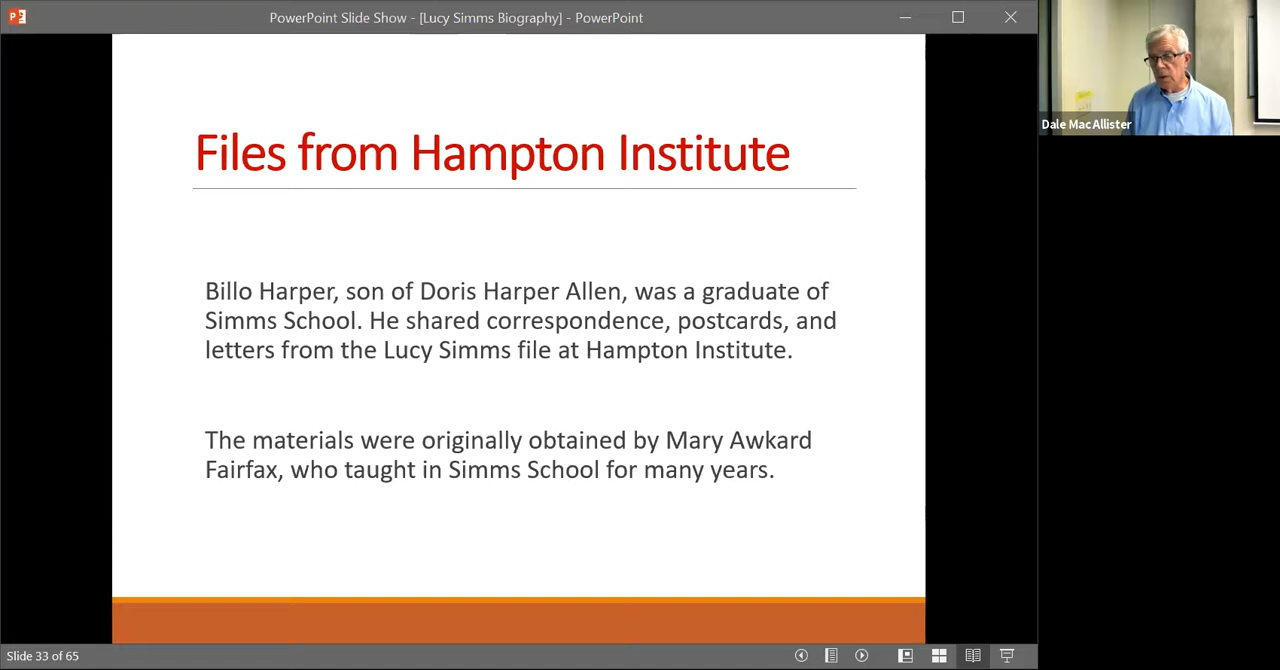 PowerPoint Slide Show - [Lucy Simms Biography] - PowerPoint
Dale MacAllister
Files from Hampton Institute
Billo Harper, son of Doris Harper Allen, was a graduate of
Simms School. He shared correspondence, postcards, and
letters from the Lucy Simms file at Hampton Institute.
The materials were originally obtained by Mary Awkard
Fairfax, who taught in Simms School for many years.
Slide 33 of 65